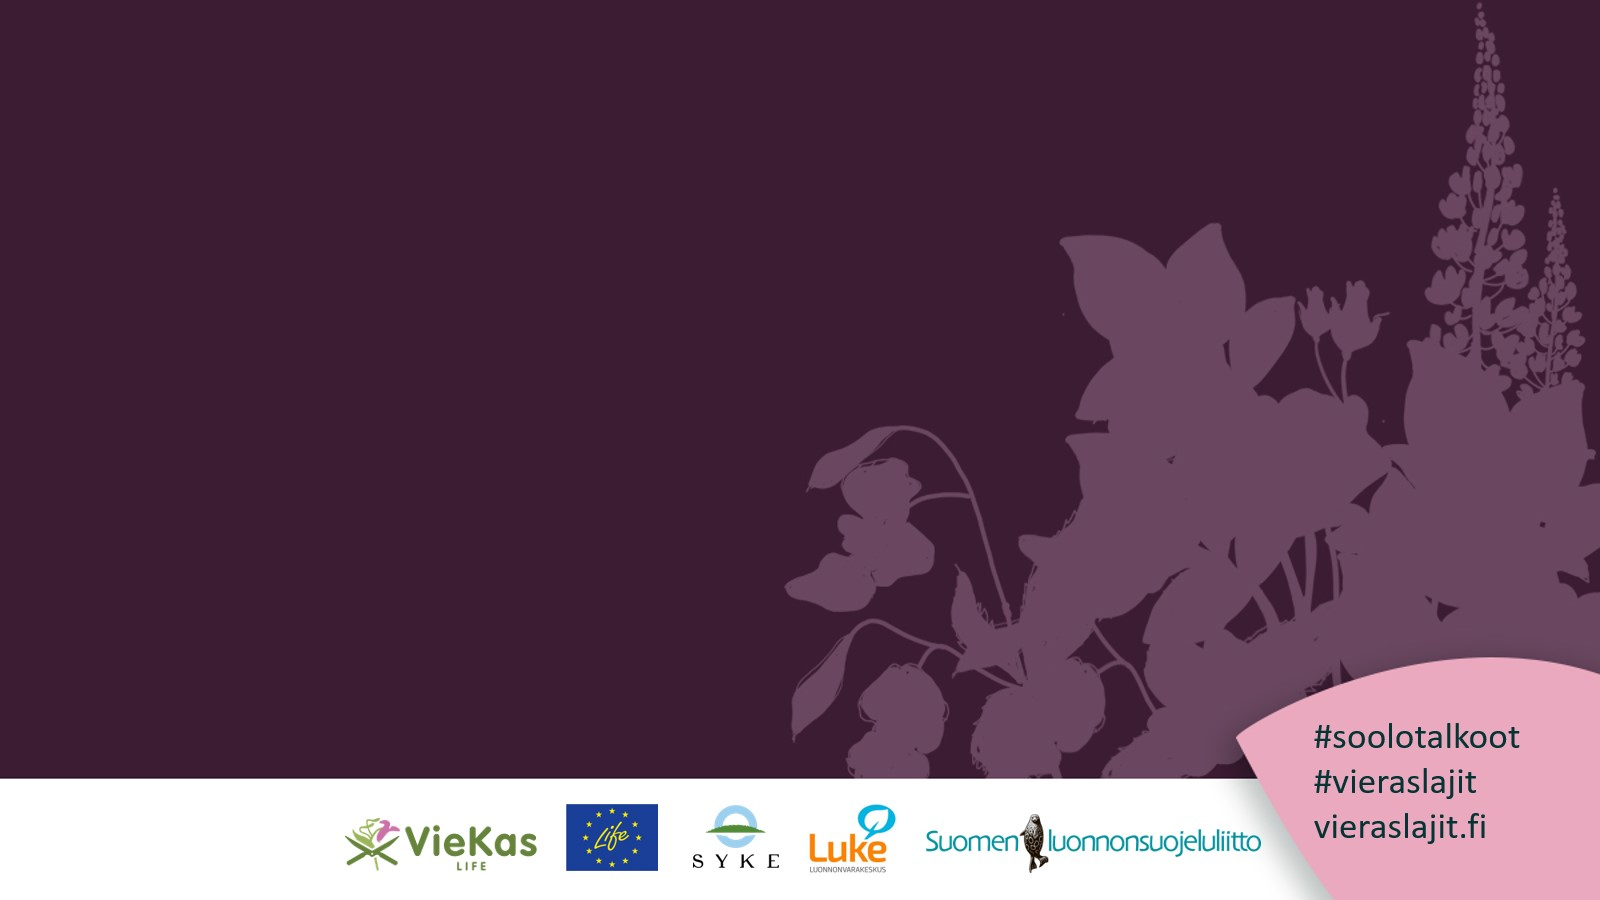 #soolotalkoot
#vieraslajit
vieraslajit.fi
VieKas
LIFE
Life
SYKE
Luke
LUONNONVARAKESKUS
Suomen luonnonsuojeluliitto